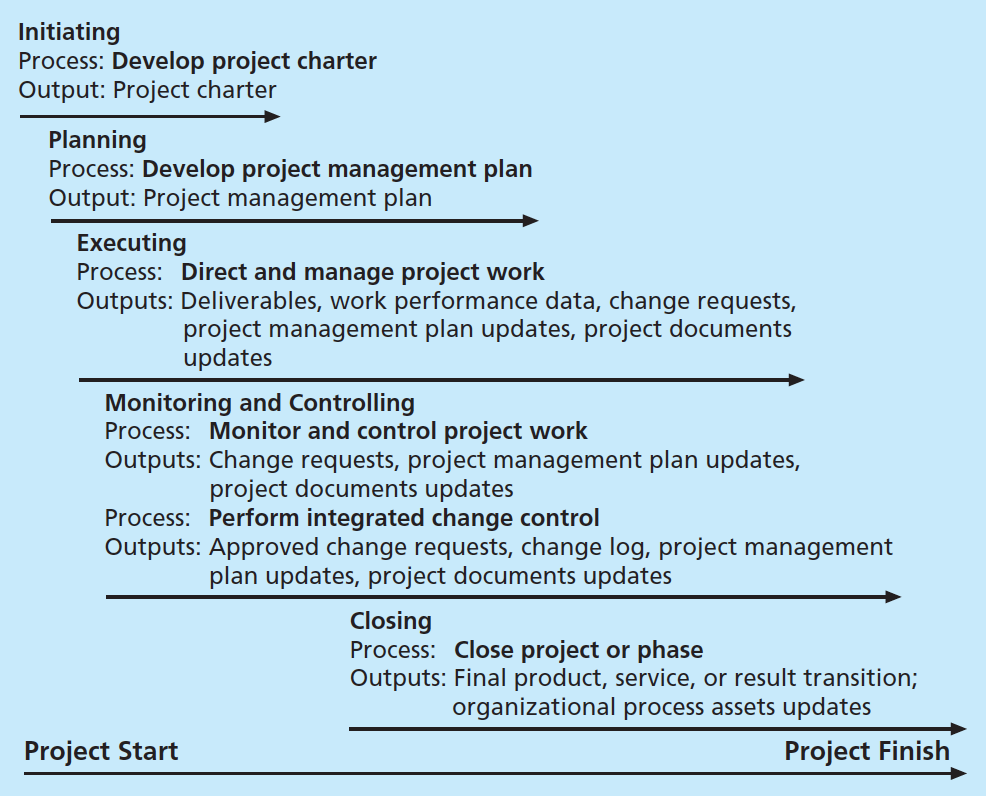 Initiating
Process: Develop project charter
Output: Project charter
Planning
Process: Develop project management plan
Output: Project management plan
Executing
Process: Direct and manage project work
Outputs: Deliverables, work performance data, change requests,
project management plan updates, project documents
updates
Monitoring and Controlling
Process: Monitor and control project work
Outputs: Change requests, project management plan updates,
project documents updates
Process: Perform integrated change control
Outputs: Approved change requests, change log, project management
plan updates, project documents updates
Closing
Process: Close project or phase
Outputs: Final product, service, or result transition;
organizational process assets updates
Project Start Project Finish